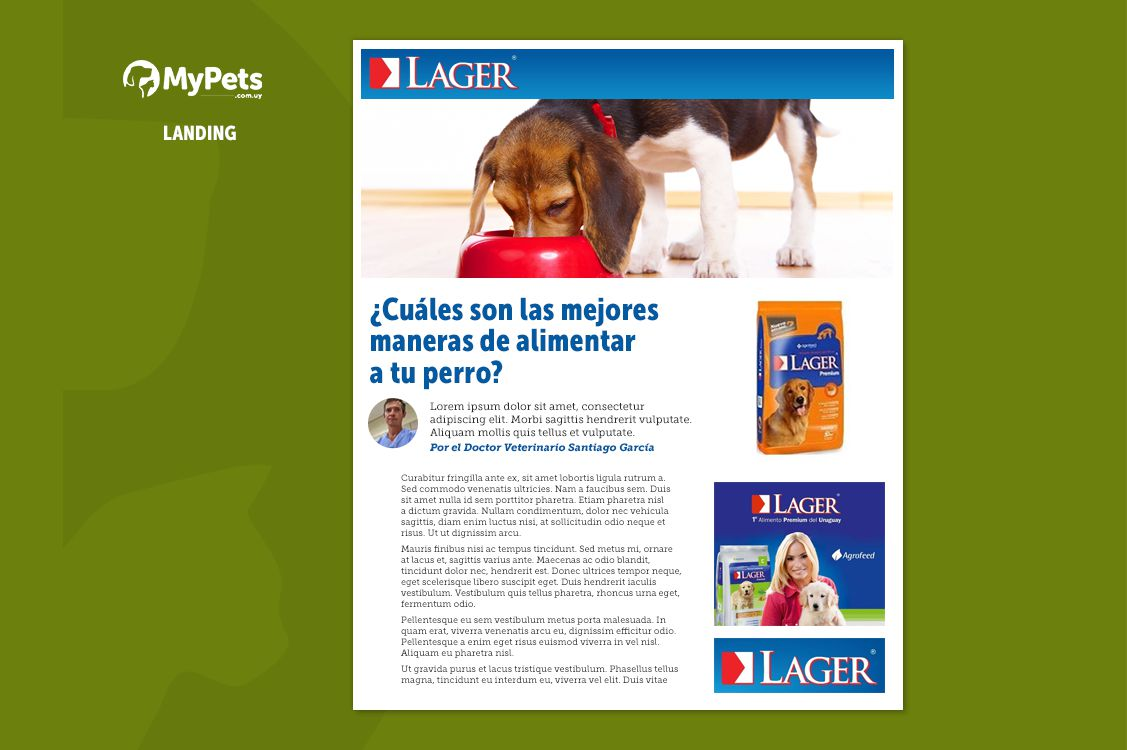 MyPets
.com.uy
LANDING
LAGER®
¿Cuáles son las mejores
maneras de alimentar
a tu perro?
Lorem ipsum dolor sit amet, consectetur
adipiscing elit. Morbi sagittis hendrerit vulputate.
Aliquam mollis quis tellus et vulputate.
Por el Doctor Veterinario Santiago García
Curabitur fringilla ante ex, sit amet lobortis ligula rutrum a.
Sed commodo venenatis ultricies. Nam a faucibus sem. Duis
sit amet nulla id sem porttitor pharetra. Etiam pharetra nisl
a dictum gravida. Nullam condimentum, dolor nec vehicula
sagittis, diam enim luctus nisi, at sollicitudin odio neque et
risus. Ut ut dignissim arcu.
Mauris finibus nisi ac tempus tincidunt. Sed metus mi, ornare
at lacus et, sagittis varius ante. Maecenas ac odio blandit,
tincidunt dolor nec, hendrerit est. Donec ultrices tempor neque,
eget scelerisque libero suscipit eget. Duis hendrerit iaculis
vestibulum. Vestibulum quis tellus pharetra, rhoncus urna eget,
fermentum odio.
Pellentesque eu sem vestibulum metus porta malesuada. In
quam erat, viverra venenatis arcu eu, dignissim efficitur odio.
Pellentesque a enim eget risus euismod viverra in vel nisl.
Aliquam eu pharetra nisl.
Ut gravida purus et lacus tristique vestibulum. Phasellus tellus
magna, tincidunt eu interdum eu, viverra vel elit. Duis vitae
agrofeed
LAGER
Premium
LAGER®
1er Alimento Premium del Uruguay
Agrofeed
LAGER
LAGER®